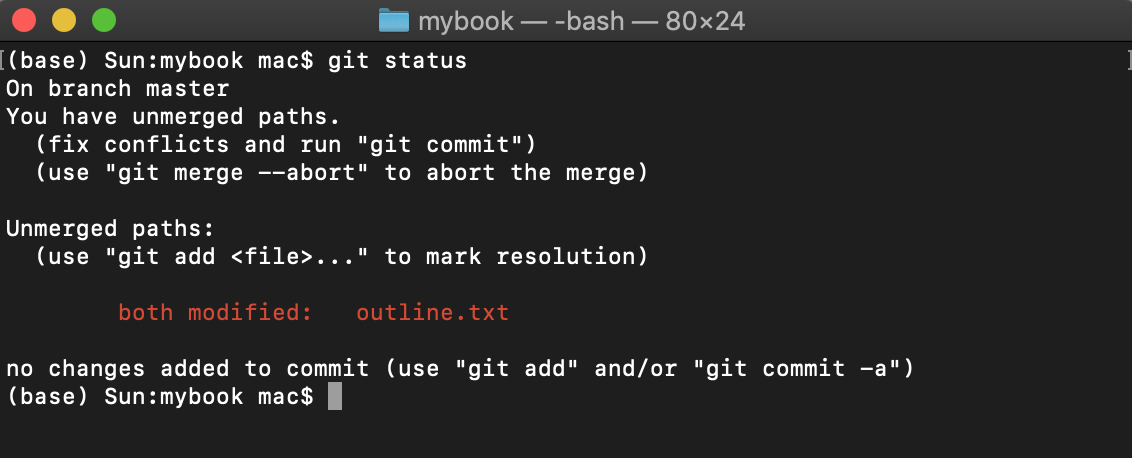 mybook — -bash — 80×24
(base) Sun:mybook mac$ git status
On branch master
You have unmerged paths.
  (fix conflicts and run "git commit")
  (use "git merge --abort" to abort the merge)

Unmerged paths:
  (use "git add <file>..." to mark resolution)

        both modified:   outline.txt

no changes added to commit (use "git add" and/or "git commit -a")
(base) Sun:mybook mac$